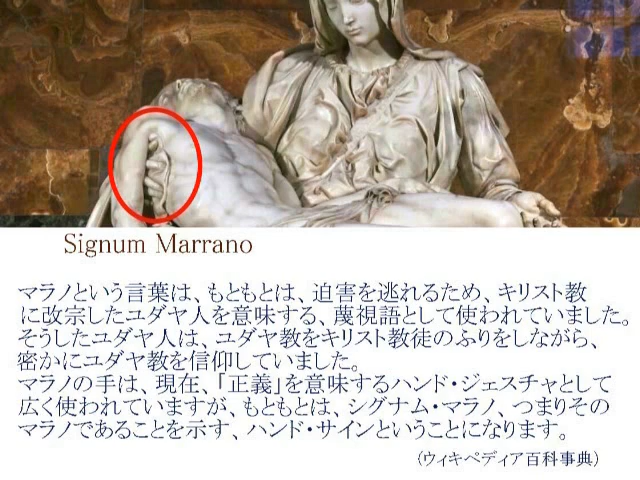 Signum Marrano
マラノという言葉は、もともとは、迫害を逃れるため、キリスト教
に改宗したユダヤ人を意味する、蔑視語として使われていました。
そうしたユダヤ人は、ユダヤ教をキリスト教徒のふりをしながら、
密かにユダヤ教を信仰していました。
マラノの手は、現在、「正義」を意味するハンド・ジェスチャとして
広く使われていますが、もともとは、シグナム・マラノ、つまりその
マラノであることを示す、ハンド・サインということになります。
(ウィキペディア百科事典)